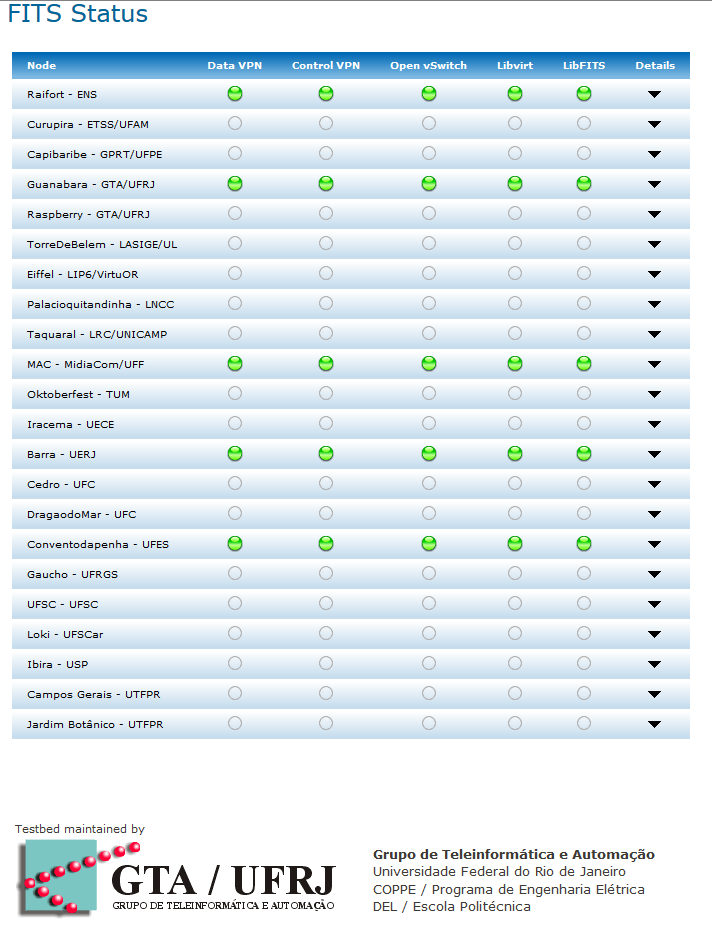 FITS Status
Node Data VPN Control VPN Open vSwitch Libvirt LibFITS Details
Raifort - ENS
Curupira - ETSS/UFAM
Capibaribe - GPRT/UFPE
Guanabara - GTA/UFRJ
Raspberry - GTA/UFRJ
TorreDeBelem - LASIGE/UL
Eiffel - LIP6/VirtuOR
Palacioquitandinha - LNCC
Taquaral - LRC/UNICAMP
MAC - MidiaCom/UFF
Oktoberfest - TUM
Iracema - UECE
Barra - UERJ
Cedro - UFC
DragaodoMar - UFC
Conventodapenha - UFES
Gaucho - UFRGS
UFSC - UFSC
Loki - UFSCar
Ibira - USP
Campos Gerais - UTFPR
Jardim Botânico - UTFPR
Testbed maintained by
GTA / UFRJ
GRUPO DE TELEINFORMÁTICA E AUTOMAÇÃO
Grupo de Teleinformática e Automação
Universidade Federal do Rio de Janeiro
COPPE / Programa de Engenharia Elétrica
DEL / Escola Politécnica